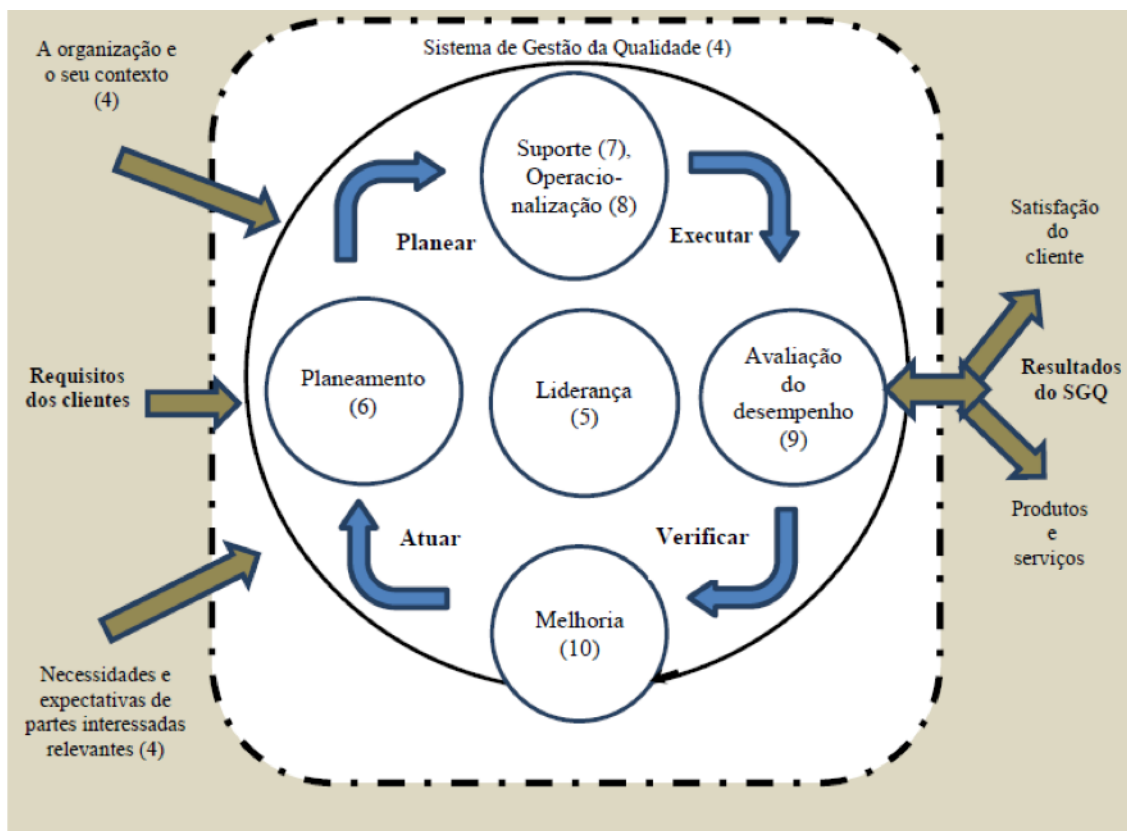 Sistema de Gestão da Qualidade (4)
A organização e
o seu contexto
(4)
Suporte (7),
Operacio-
nalização (8)
Planear
Executar
Satisfação
do
cliente
Requisitos
dos clientes
Planeamento
(6)
Liderança
(5)
Avaliação
do
desempenho
(9)
Resultados
do SGQ
Atuar
Verificar
Produtos
e
serviços
Melhoria
(10)
Necessidades e
expectativas de
partes interessadas
relevantes (4)